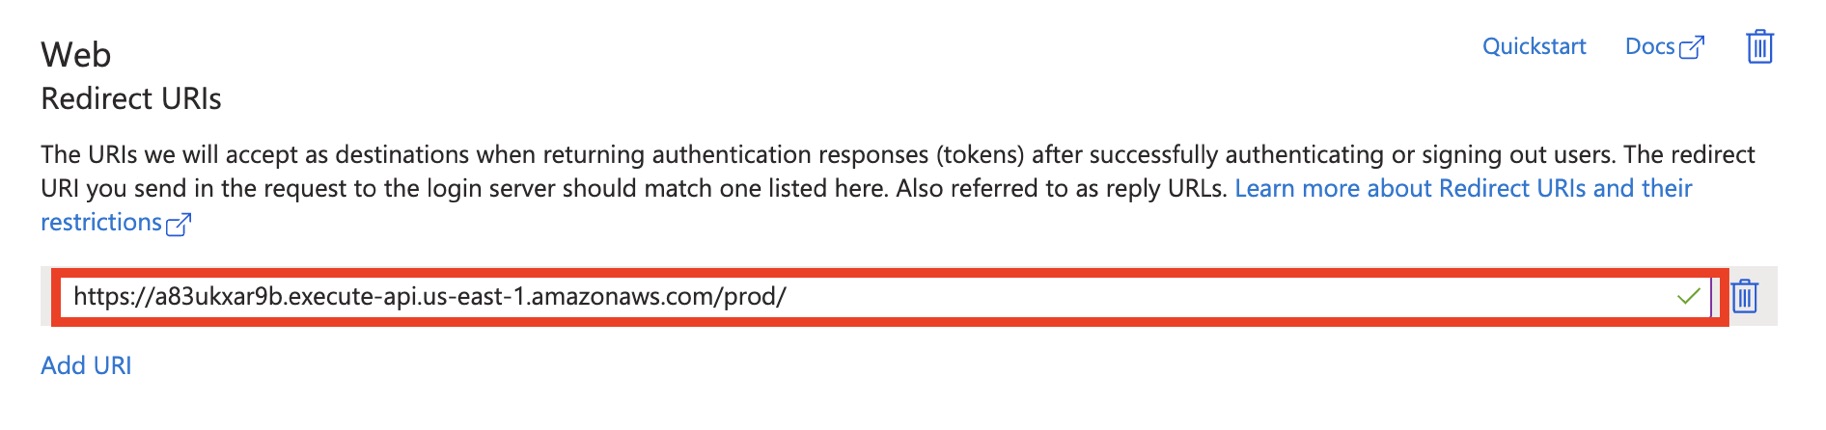 Web
Quickstart Docs
Redirect URIs
The URIs we will accept as destinations when returning authentication responses (tokens) after successfully authenticating or signing out users. The redirect
URI you send in the request to the login server should match one listed here. Also referred to as reply URLs. Learn more about Redirect URIs and their
restrictions
https://a83ukxar9b.execute-api.us-east-1.amazonaws.com/prod/
Add URI